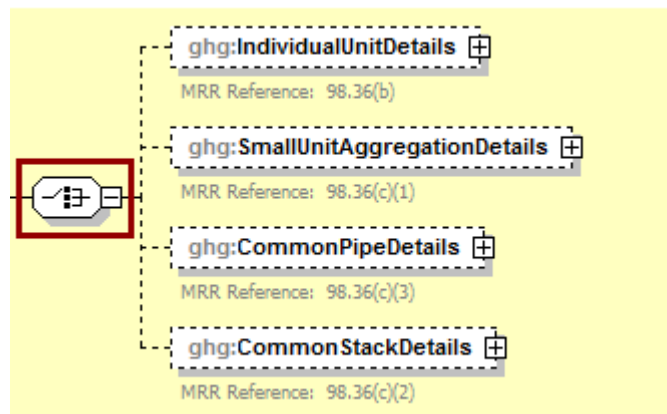 ghg:IndividualUnitDetails
MRR Reference: 98.36(b)
ghg:SmallUnitAggregationDetails
MRR Reference: 98.36(c)(1)
ghg:CommonPipeDetails
MRR Reference: 98.36(c)(3)
ghg:CommonStackDetails
MRR Reference: 98.36(c)(2)